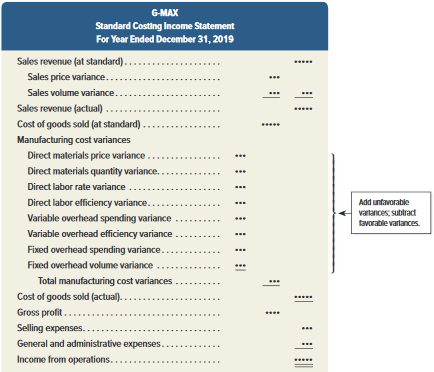 G-MAX
Standard Costing Income Statement
For Year Ended December 31, 2019
Sales revenue (at standard) ..................... •••••
Sales price variance ..................... •••
Sales volume variance ..................... ••• •••
Sales revenue (actual) ..................... •••••
Cost of goods sold (at standard) ..................... •••••
Manufacturing cost variances
Direct materials price variance ..................... •••
Direct materials quantity variance ..................... •••
Direct labor rate variance ..................... •••
Direct labor efficiency variance ..................... •••
Variable overhead spending variance ..................... •••
Variable overhead efficiency variance ..................... •••
Fixed overhead spending variance ..................... •••
Fixed overhead volume variance ..................... •••
Total manufacturing cost variances ..................... •••
Cost of goods sold (actual) ..................... •••••
Gross profit ..................... ••••
Selling expenses ..................... •••
General and administrative expenses ..................... •••
Income from operations ..................... •••••
Add unfavorable
variances; subtract
favorable variances.